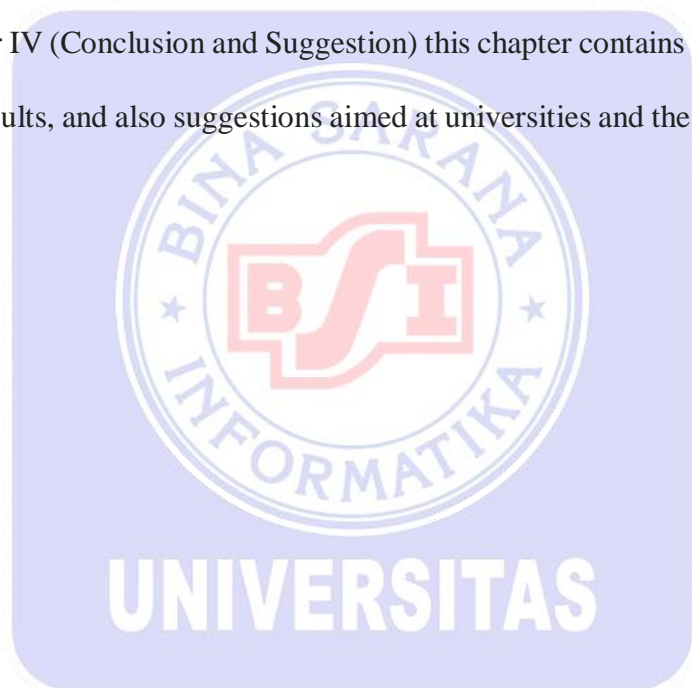 IV (Conclusion and Suggestion) this chapter contains
ults, and also suggestions aimed at universities and the
BINA SARANA
BSI
INFORMATIKA
UNIVERSITAS